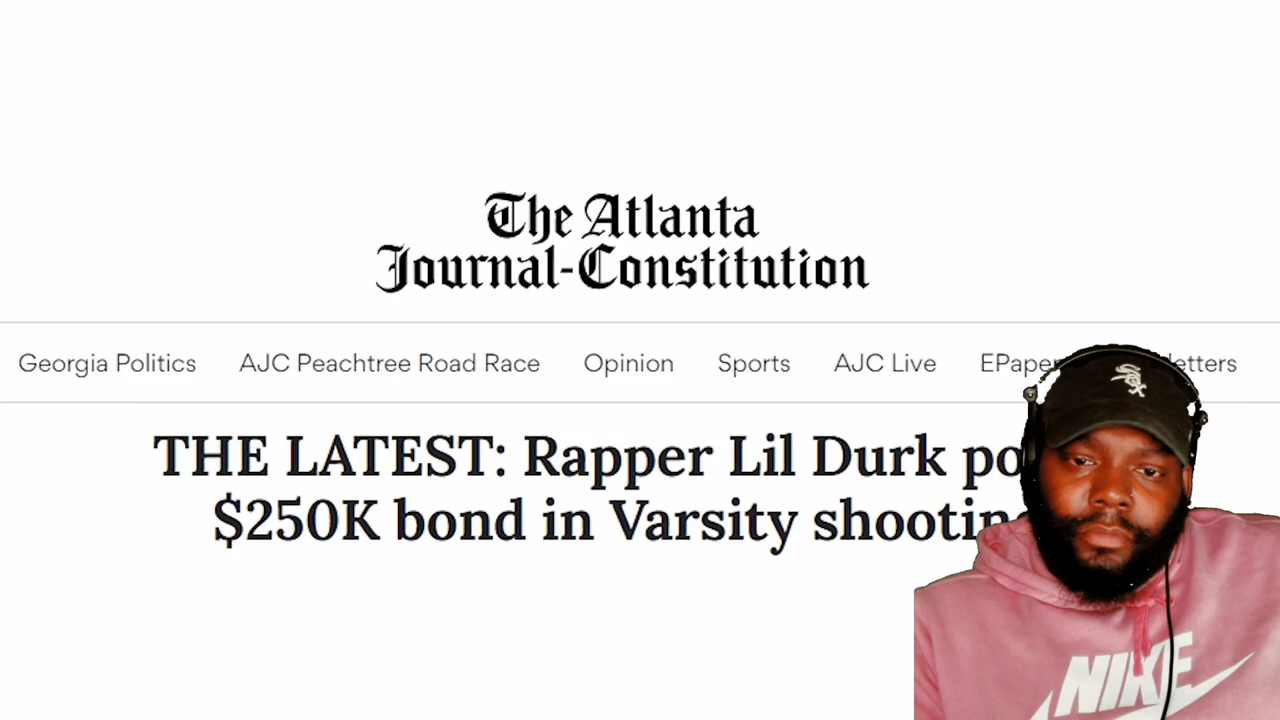 The Atlanta
Journal-Constitution
Georgia Politics AJC Peachtree Road Race Opinion Sports AJC Live EPaper
THE LATEST: Rapper Lil Durk
$250K bond in Varsity
SOX
NIKE